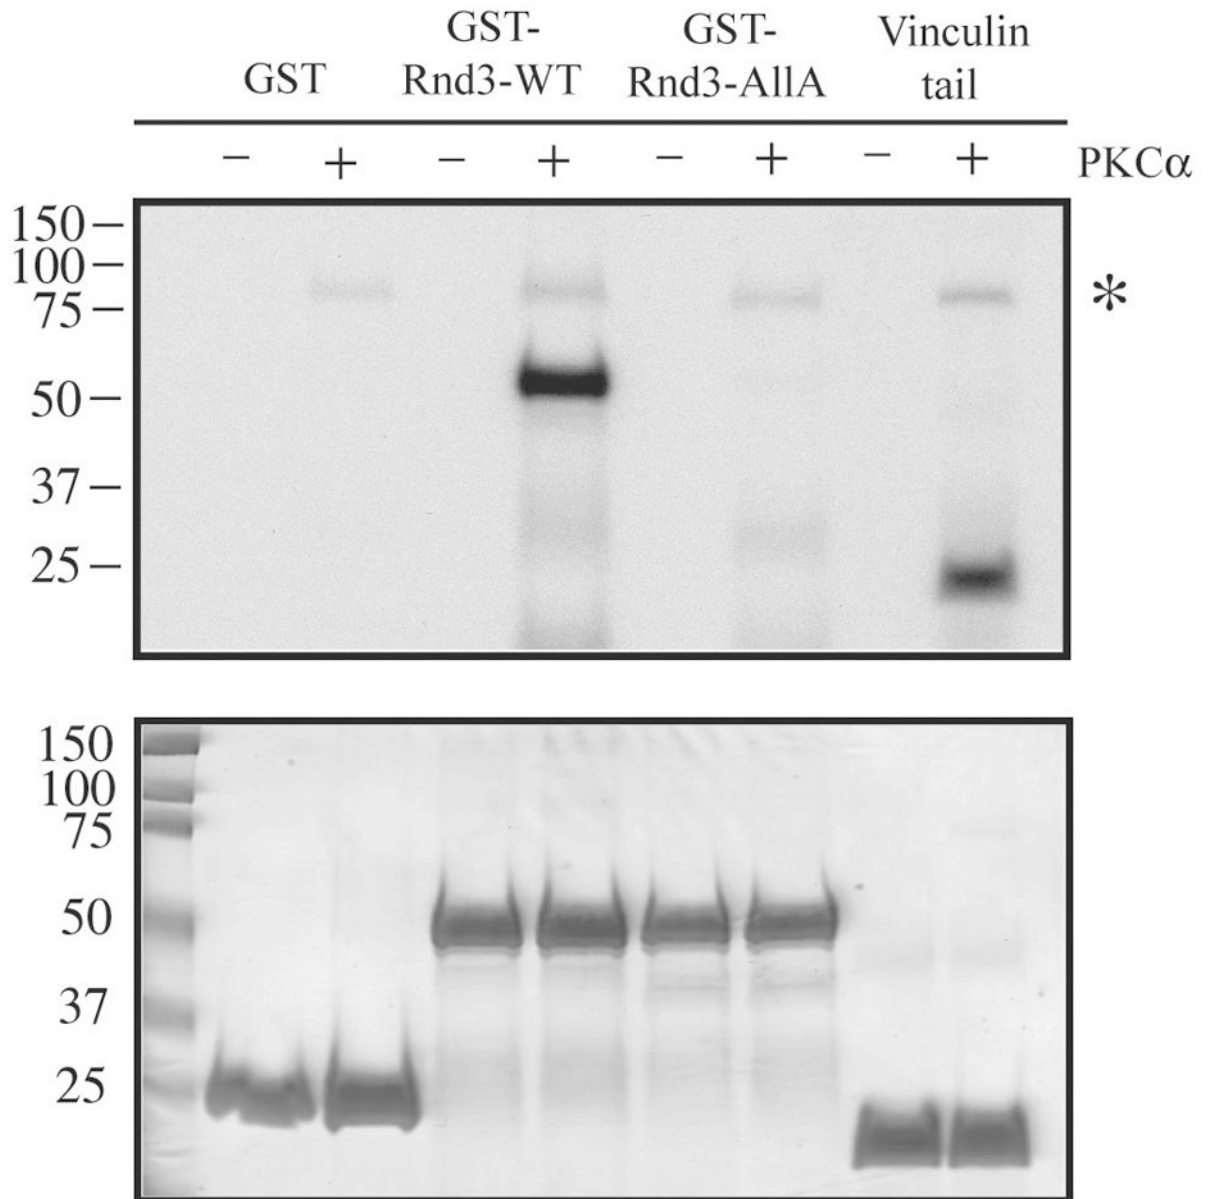 GST
GST-
Rnd3-WT
GST-
Rnd3-AllA
Vinculin
tail
− + − + − + − + PKCα
150
100
75
*
50
37
25
150
100
75
50
37
25